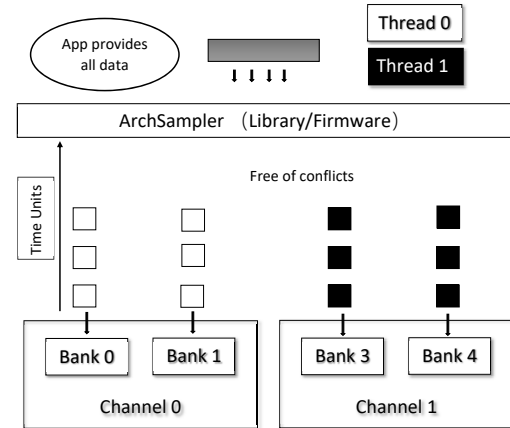 App provides
all data
Thread 0
Thread 1
ArchSampler （Library/Firmware）
Time Units
Free of conflicts
Bank 0
Bank 1
Bank 3
Bank 4
Channel 0
Channel 1